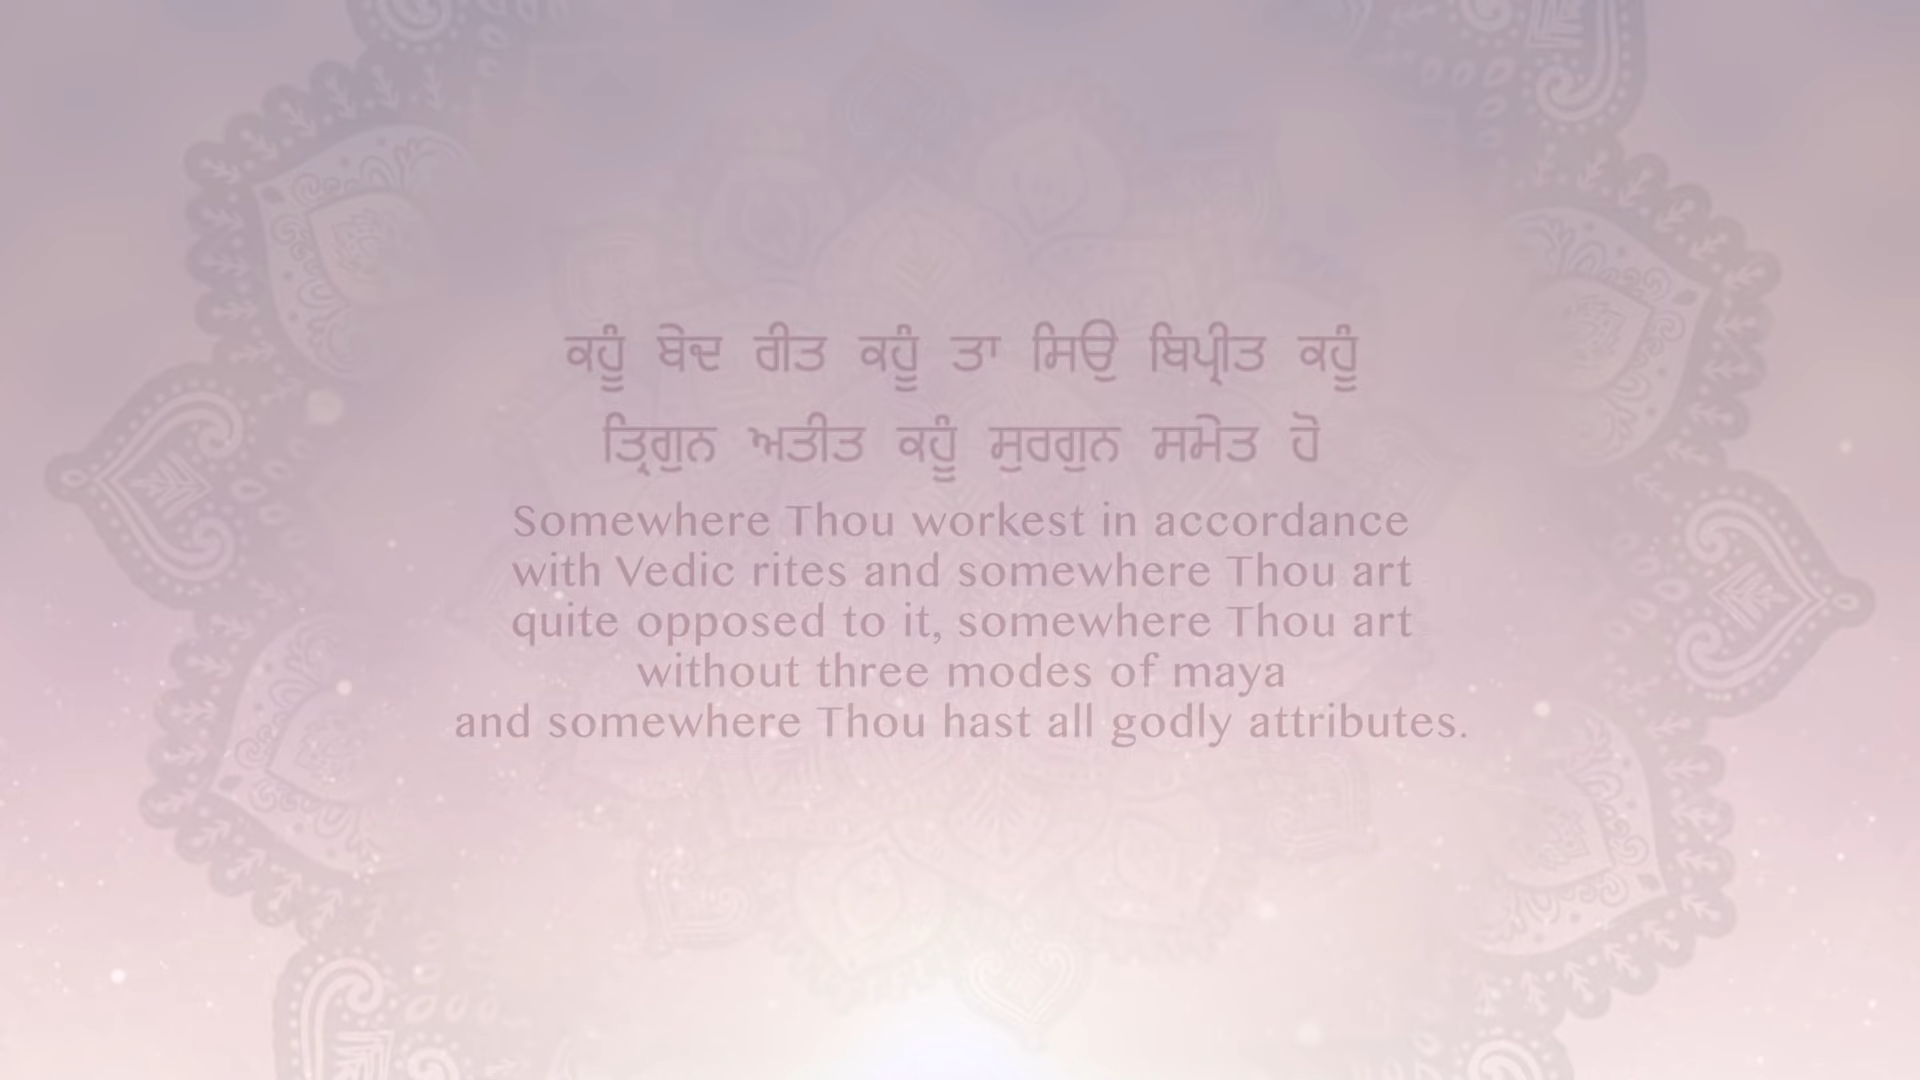 ਕਹੂੰ ਬੇਦ ਰੀਤ ਕਹੂੰ ਤਾ ਸਿਉ ਬਿਪ੍ਰੀਤ ਕਹੂੰ
ਤ੍ਰਿਗੁਨ ਅਤੀਤ ਕਹੂੰ ਸੁਰਗੁਨ ਸਮੇਤ ਹੋ
Somewhere Thou workest in accordance
with Vedic rites and somewhere Thou art
quite opposed to it, somewhere Thou art
without three modes of maya
and somewhere Thou hast all godly attributes.